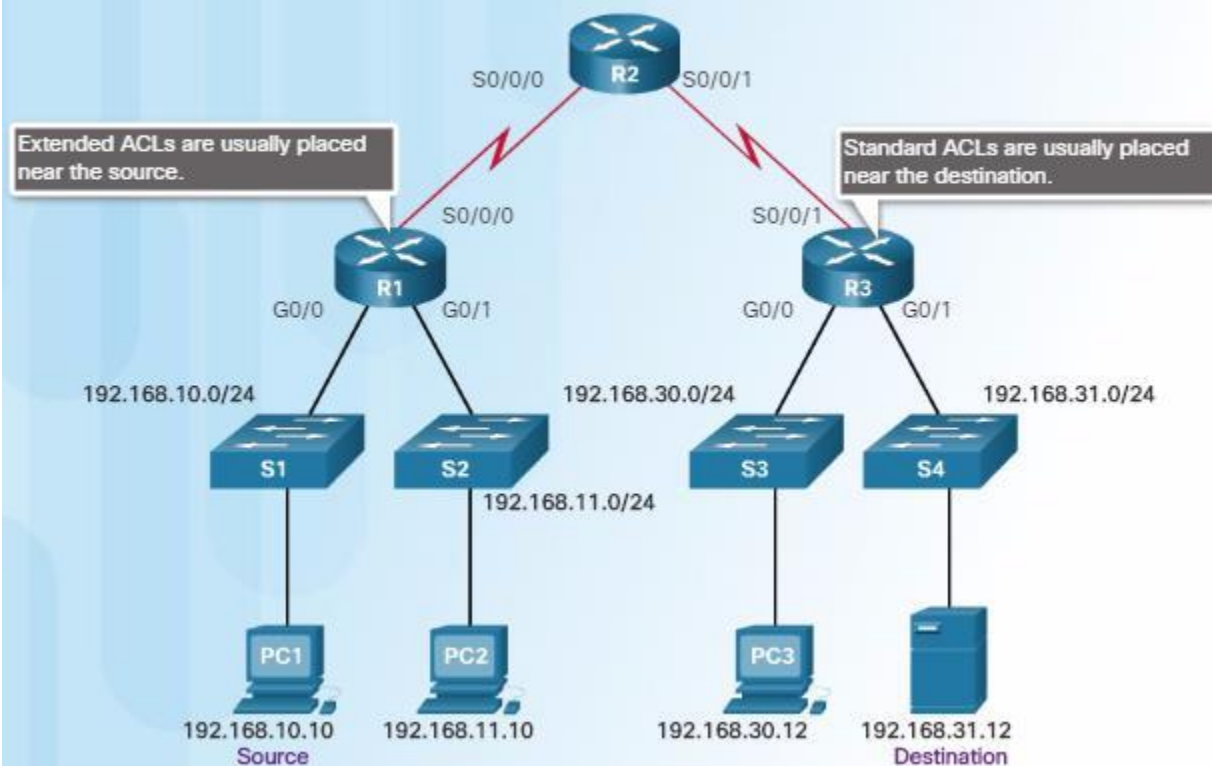 R2
S0/0/0
S0/0/1
Extended ACLs are usually placed
near the source.
Standard ACLs are usually placed
near the destination.
S0/0/0
S0/0/1
R1
R3
G0/0
G0/1
G0/0
G0/1
192.168.10.0/24
192.168.30.0/24
192.168.31.0/24
S1
S2
S3
S4
192.168.11.0/24
PC1
PC2
PC3
192.168.10.10
192.168.11.10
192.168.30.12
192.168.31.12
Source
Destination